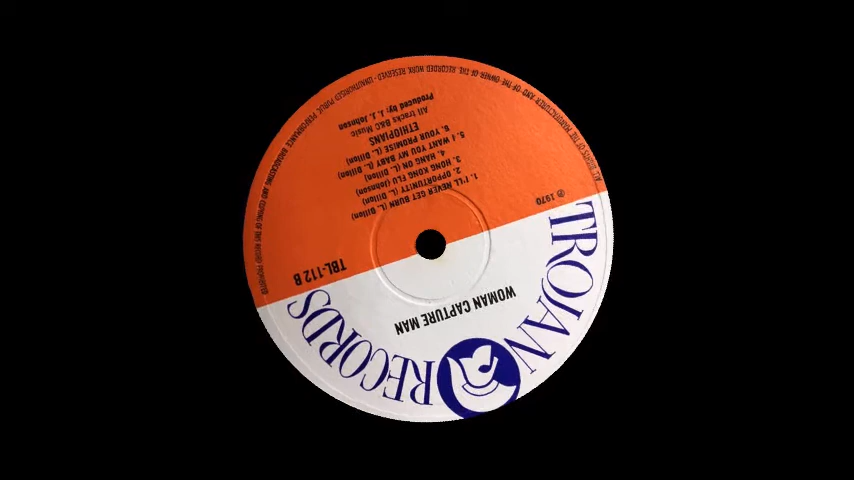 TROJAN RECORDS
WOMAN CAPTURE MAN
TBL-112 B
℗ 1970
1. I'LL NEVER GET BURN (L. Dillon)
2. OPPORTUNITY (L. Dillon)
3. HONG KONG FLU (Johnson)
4. HANG ON (L. Dillon)
5. I WANT YOU MY BABY (L. Dillon)
6. YOUR PROMISE (L. Dillon)
ETHIOPIANS
All tracks B&C Music
Produced by: J. J. Johnson
ALL RIGHTS OF THE MANUFACTURER AND OF THE OWNER OF THE RECORDED WORK RESERVED · UNAUTHORISED PUBLIC PERFORMANCE BROADCASTING AND COPYING OF THIS RECORD PROHIBITED